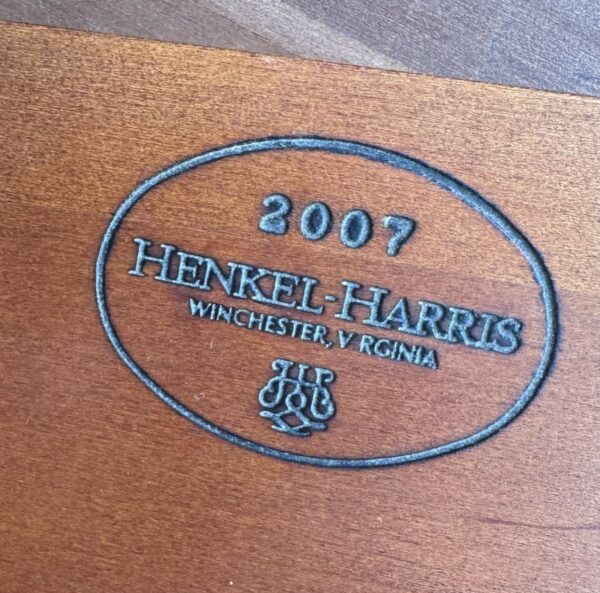 2007
HENKEL-HARRIS
WINCHESTER, V RGINIA